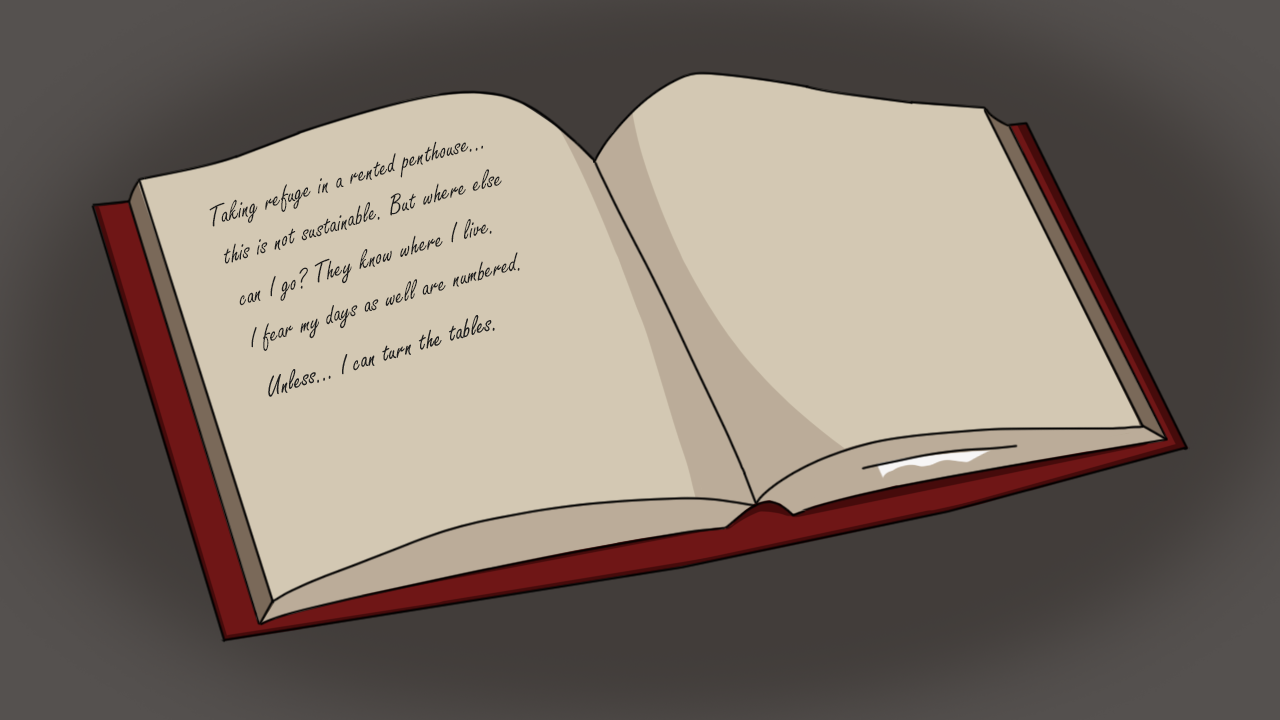 Taking refuge in a rented penthouse...
this is not sustainable. But where else
can I go? They know where I live.
I fear my days as well are numbered.
Unless... I can turn the tables.